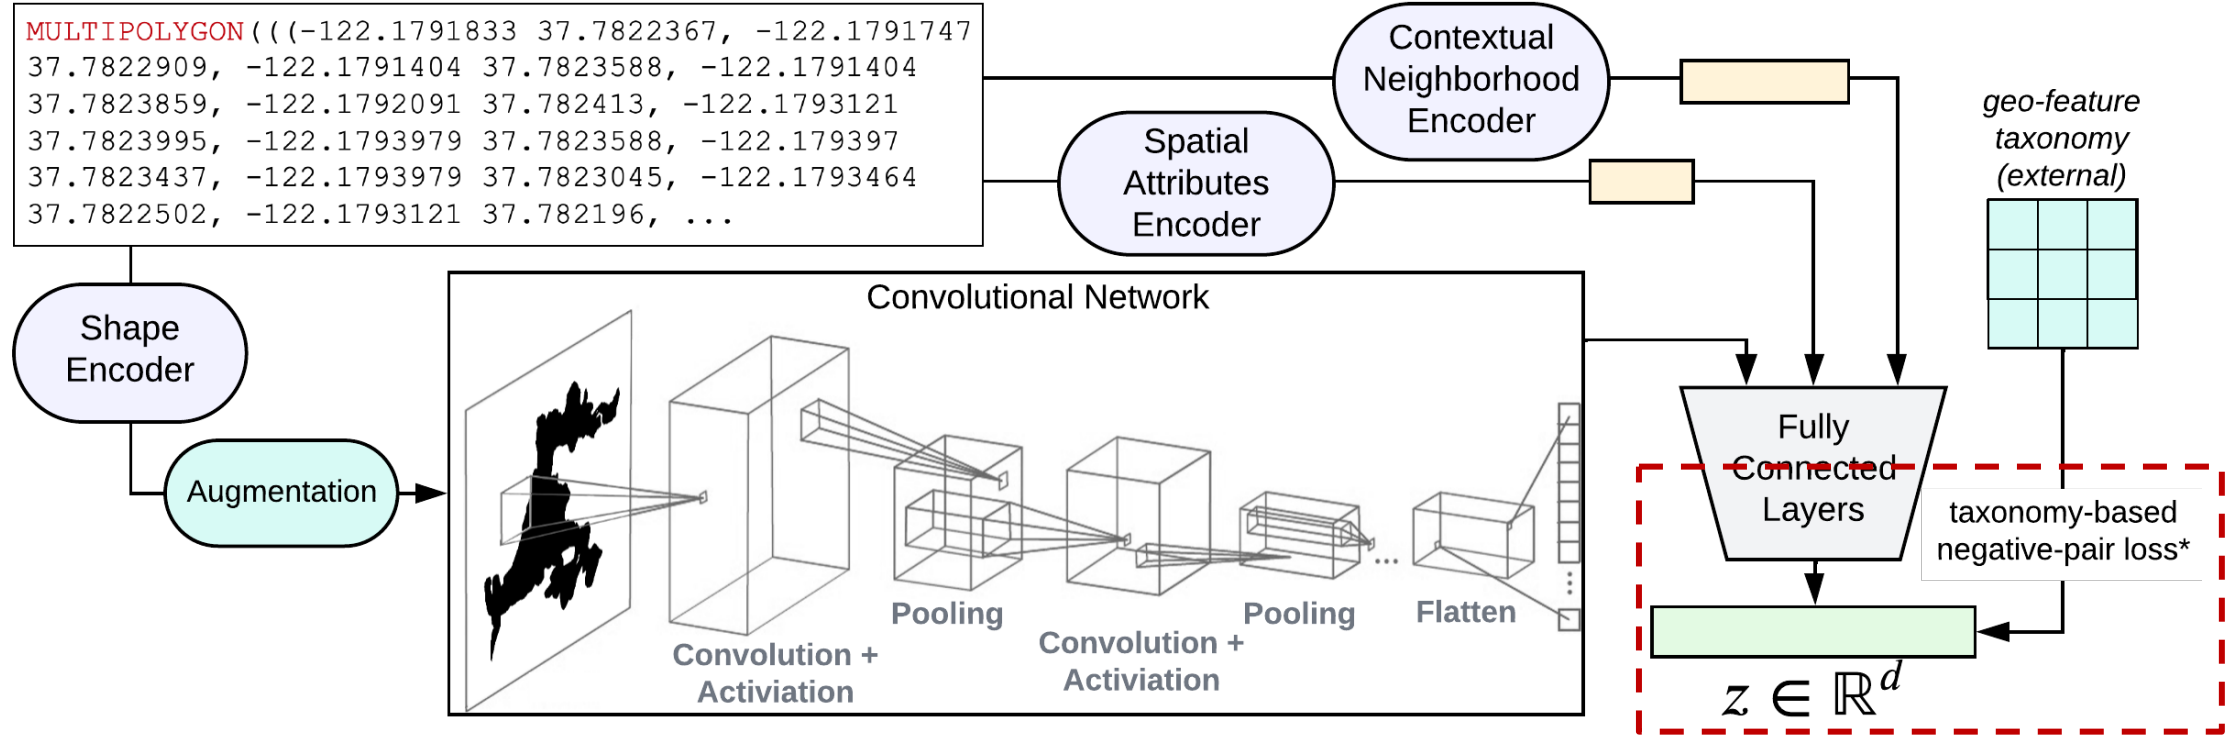 MULTIPOLYGON(((-122.1791833 37.7822367, -122.1791747
37.7822909, -122.1791404 37.7823588, -122.1791404
37.7823859, -122.1792091 37.782413, -122.1793121
37.7823995, -122.1793979 37.7823588, -122.179397
37.7823437, -122.1793979 37.7823045, -122.1793464
37.7822502, -122.1793121 37.782196, ...
Contextual
Neighborhood
Encoder
Spatial
Attributes
Encoder
geo-feature
taxonomy
(external)
Shape
Encoder
Augmentation
Convolutional Network
Convolution +
Activiation
Pooling
Convolution +
Activiation
Pooling
...
Flatten
Fully
Connected
Layers
taxonomy-based
negative-pair loss*
z ∈ ℝ^d